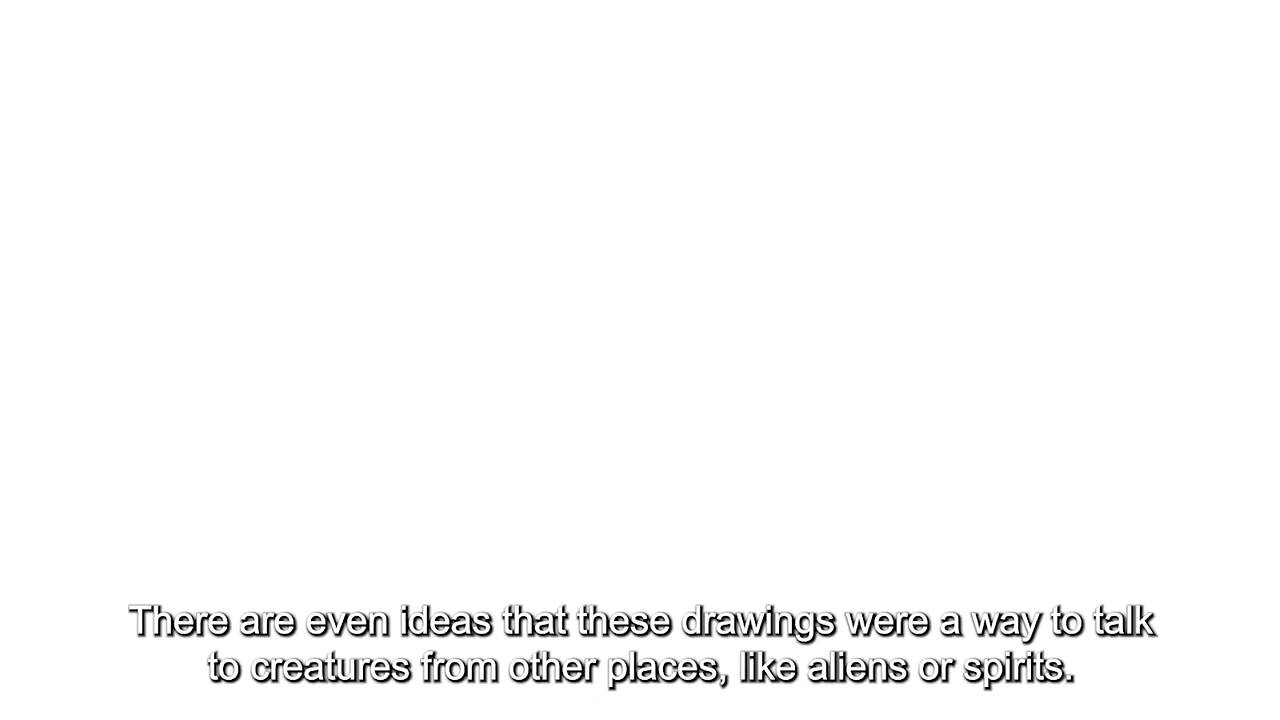 There are even ideas that these drawings were a way to talk
to creatures from other places, like aliens or spirits.